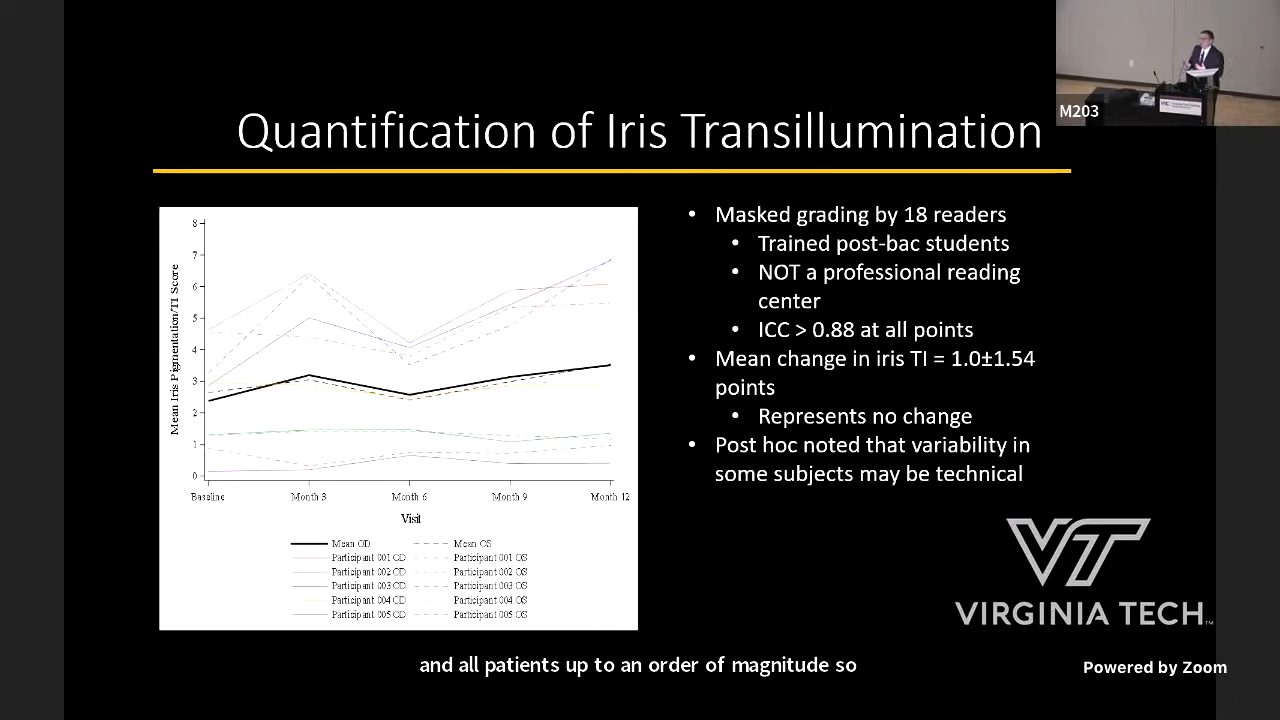 M203
Quantification of Iris Transillumination
Mean Iris Pigmentation/TI Score
8
7
6
5
4
3
2
1
0
Baseline
Month 3
Month 6
Month 9
Month 12
Visit
Mean OD
Mean OS
Participant 001 OD
Participant 001 OS
Participant 002 OD
Participant 002 OS
Participant 003 OD
Participant 003 OS
Participant 004 OD
Participant 004 OS
Participant 005 OD
Participant 005 OS
• Masked grading by 18 readers
• Trained post-bac students
• NOT a professional reading
center
• ICC > 0.88 at all points
• Mean change in iris TI = 1.0±1.54
points
• Represents no change
• Post hoc noted that variability in
some subjects may be technical
VT
VIRGINIA TECH™
and all patients up to an order of magnitude so
Powered by Zoom